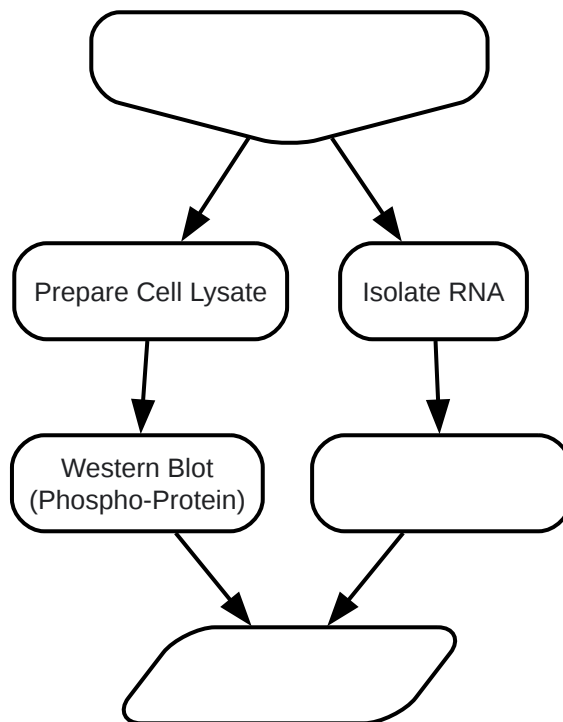 Prepare Cell Lysate
Isolate RNA
Western Blot
(Phospho-Protein)